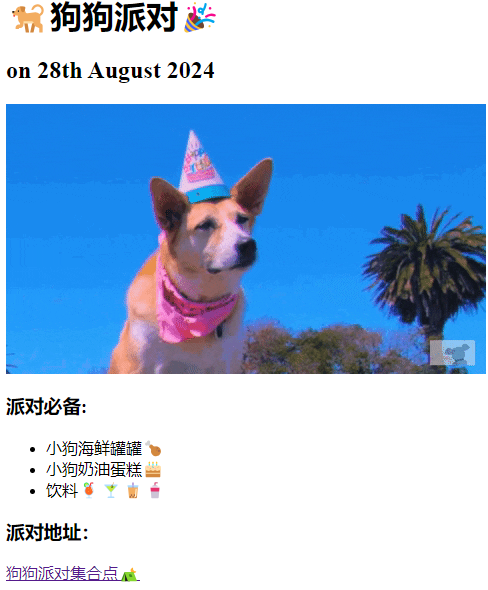 🐕狗狗派对🎉
on 28th August 2024
派对必备:
小狗海鲜罐罐🍗
小狗奶油蛋糕🎂
饮料🍹🍸🧋🥤
派对地址:
狗狗派对集合点🏕️